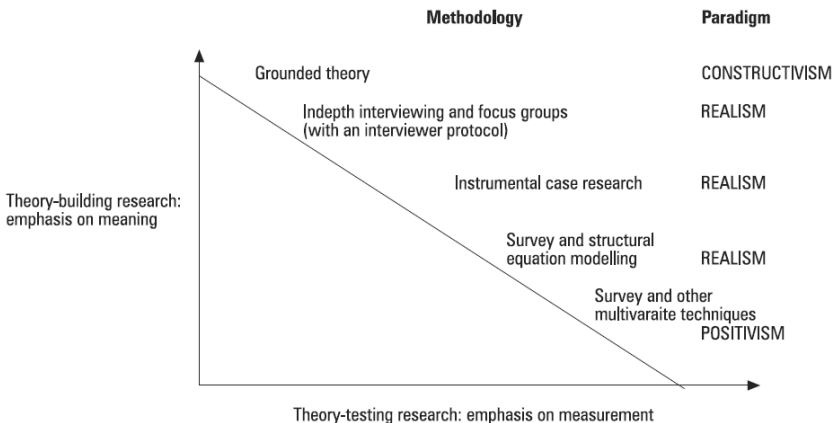 Methodology Paradigm
Grounded theory CONSTRUCTIVISM
Indepth interviewing and focus groups REALISM
(with an interviewer protocol)
Instrumental case research REALISM
Theory-building research:
emphasis on meaning
Survey and structural
equation modelling REALISM
Survey and other
multivaraite techniques
POSITIVISM
Theory-testing research: emphasis on measurement